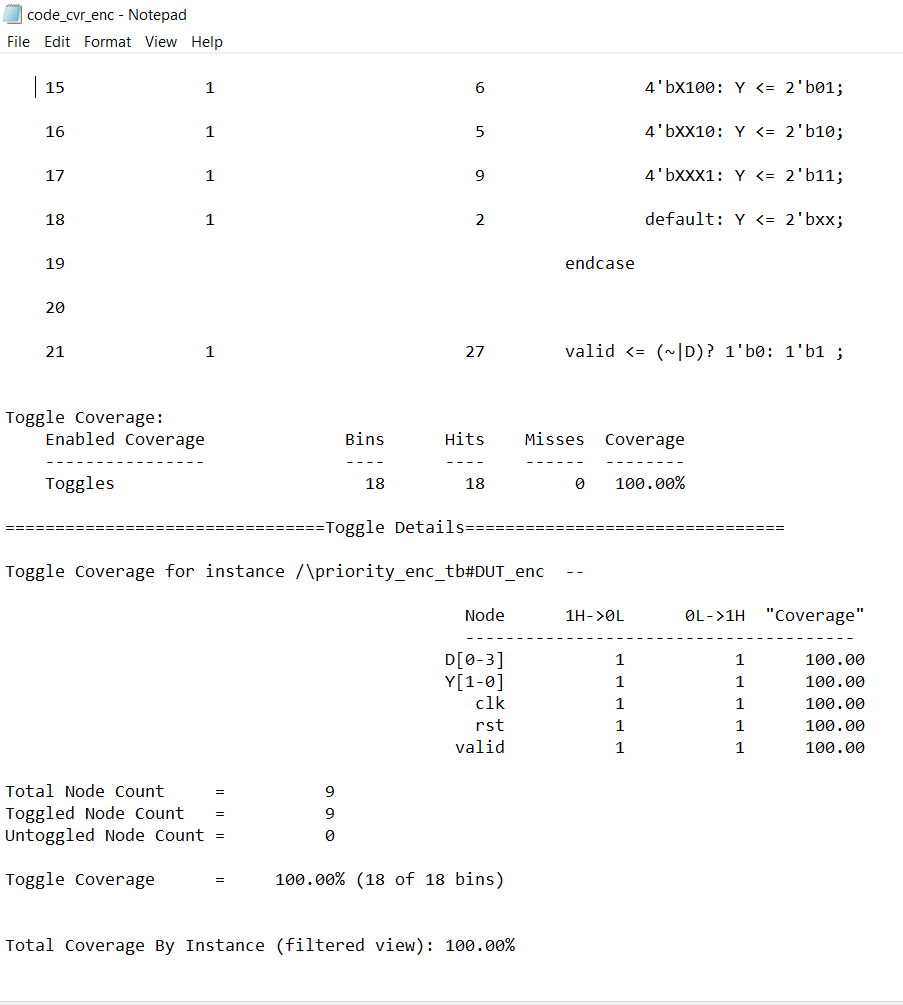 code_cvr_enc - Notepad
File Edit Format View Help
15 1 6 4'bX100: Y <= 2'b01;
16 1 5 4'bXX10: Y <= 2'b10;
17 1 9 4'bXXX1: Y <= 2'b11;
18 1 2 default: Y <= 2'bxx;
19 endcase
20
21 1 27 valid <= (~|D)? 1'b0: 1'b1 ;
Toggle Coverage:
Enabled Coverage Bins Hits Misses Coverage
---------------- ---- ---- ------ --------
Toggles 18 18 0 100.00%
================================Toggle Details================================
Toggle Coverage for instance /\priority_enc_tb#DUT_enc --
Node 1H->0L 0L->1H "Coverage"
---------------------------------------
D[0-3] 1 1 100.00
Y[1-0] 1 1 100.00
clk 1 1 100.00
rst 1 1 100.00
valid 1 1 100.00
Total Node Count = 9
Toggled Node Count = 9
Untoggled Node Count = 0
Toggle Coverage = 100.00% (18 of 18 bins)
Total Coverage By Instance (filtered view): 100.00%